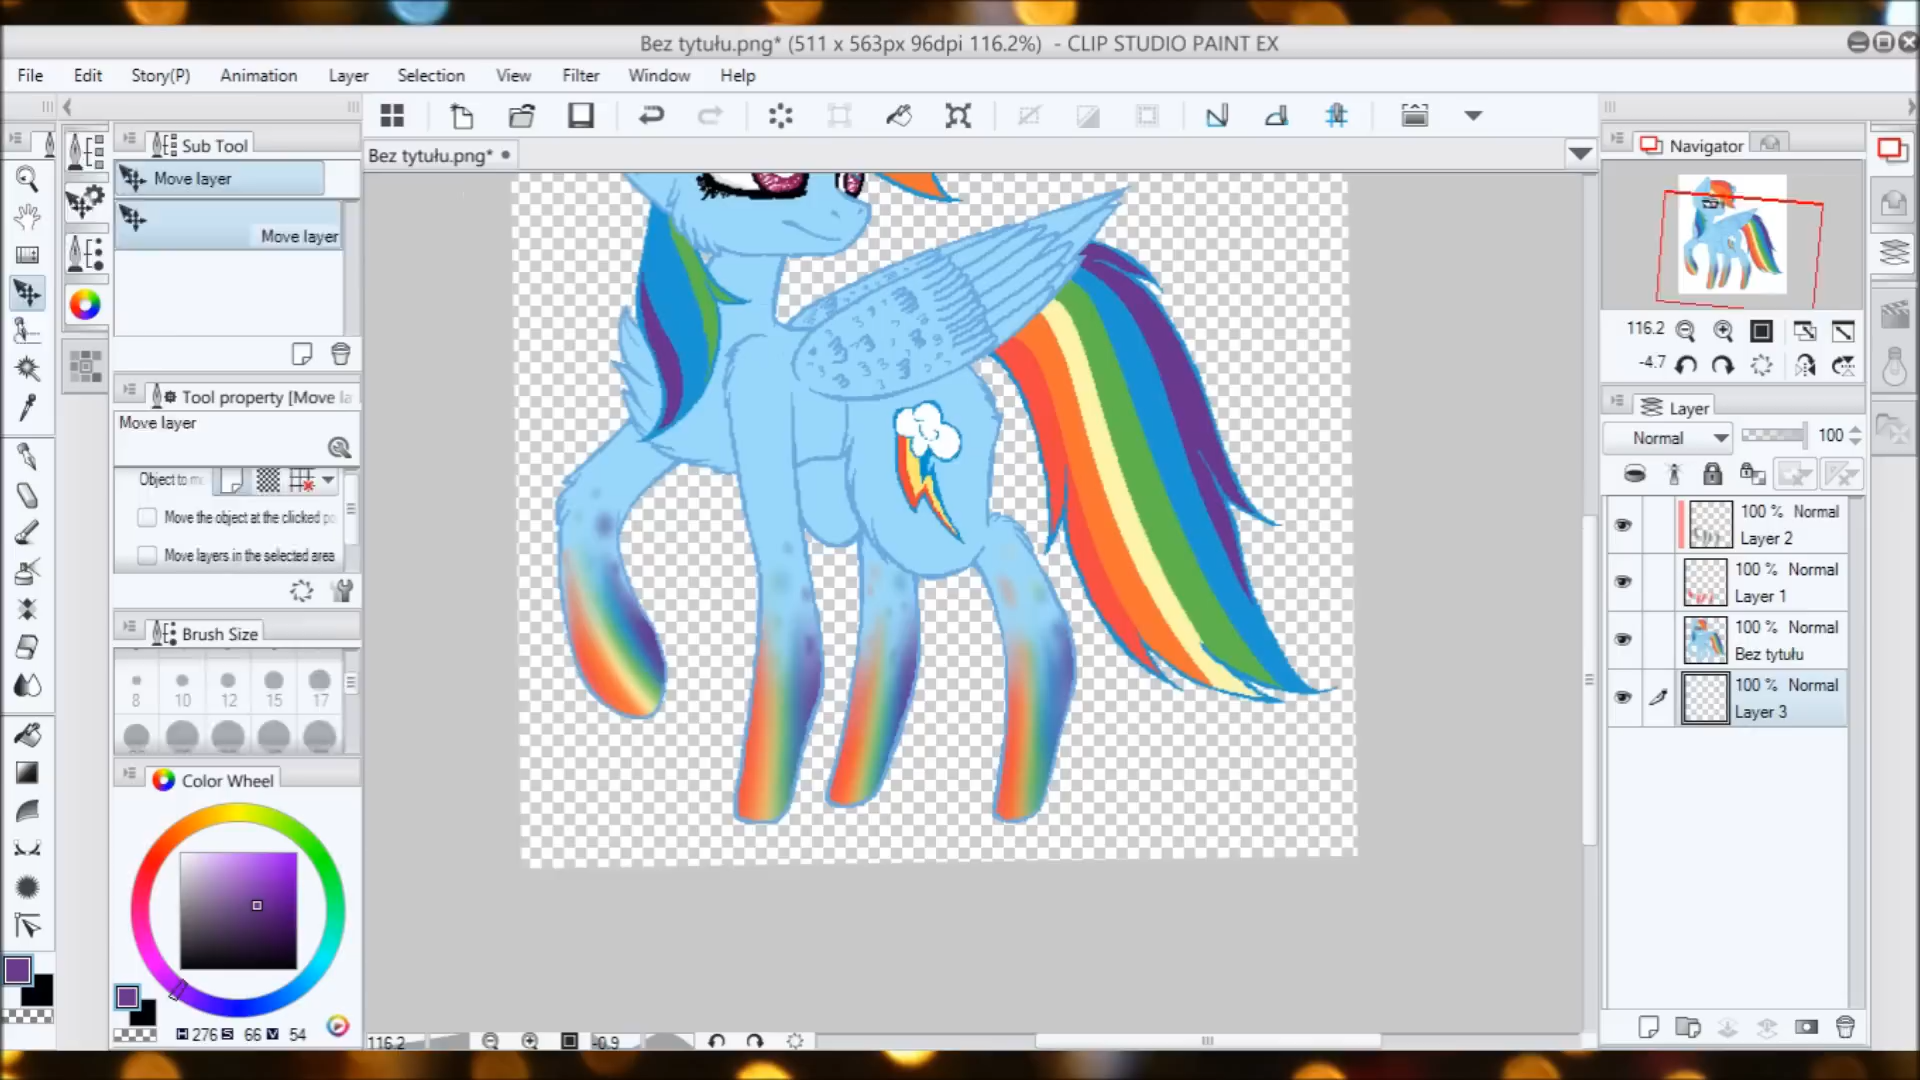 Bez tytułu.png* (511 x 563px 96dpi 116.2%) - CLIP STUDIO PAINT EX
File Edit Story(P) Animation Layer Selection View Filter Window Help
Sub Tool
Bez tytułu.png*
Navigator
Move layer
Move layer
116.2
-4.7
Tool property [Move la
Layer
Move layer
Normal 100
Object to mo
Move the object at the clicked po
Move layers in the selected area
100 % Normal
Layer 2
100 % Normal
Layer 1
100 % Normal
Bez tytułu
100 % Normal
Layer 3
Brush Size
8 10 12 15 17
Color Wheel
H 276 S 66 V 54
116.2 -0.9